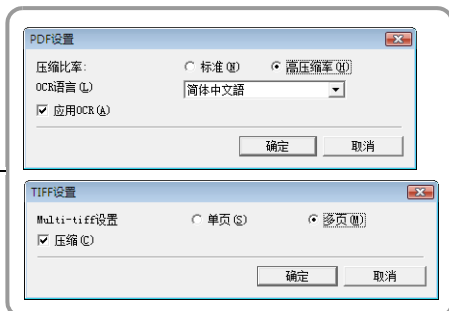 PDF设置
压缩比率: 标准(N) 高压缩率(H)
OCR语言(L) 简体中文語
应用OCR(A)
确定 取消
TIFF设置
Multi-tiff设置 单页(S) 多页(M)
压缩(C)
确定 取消